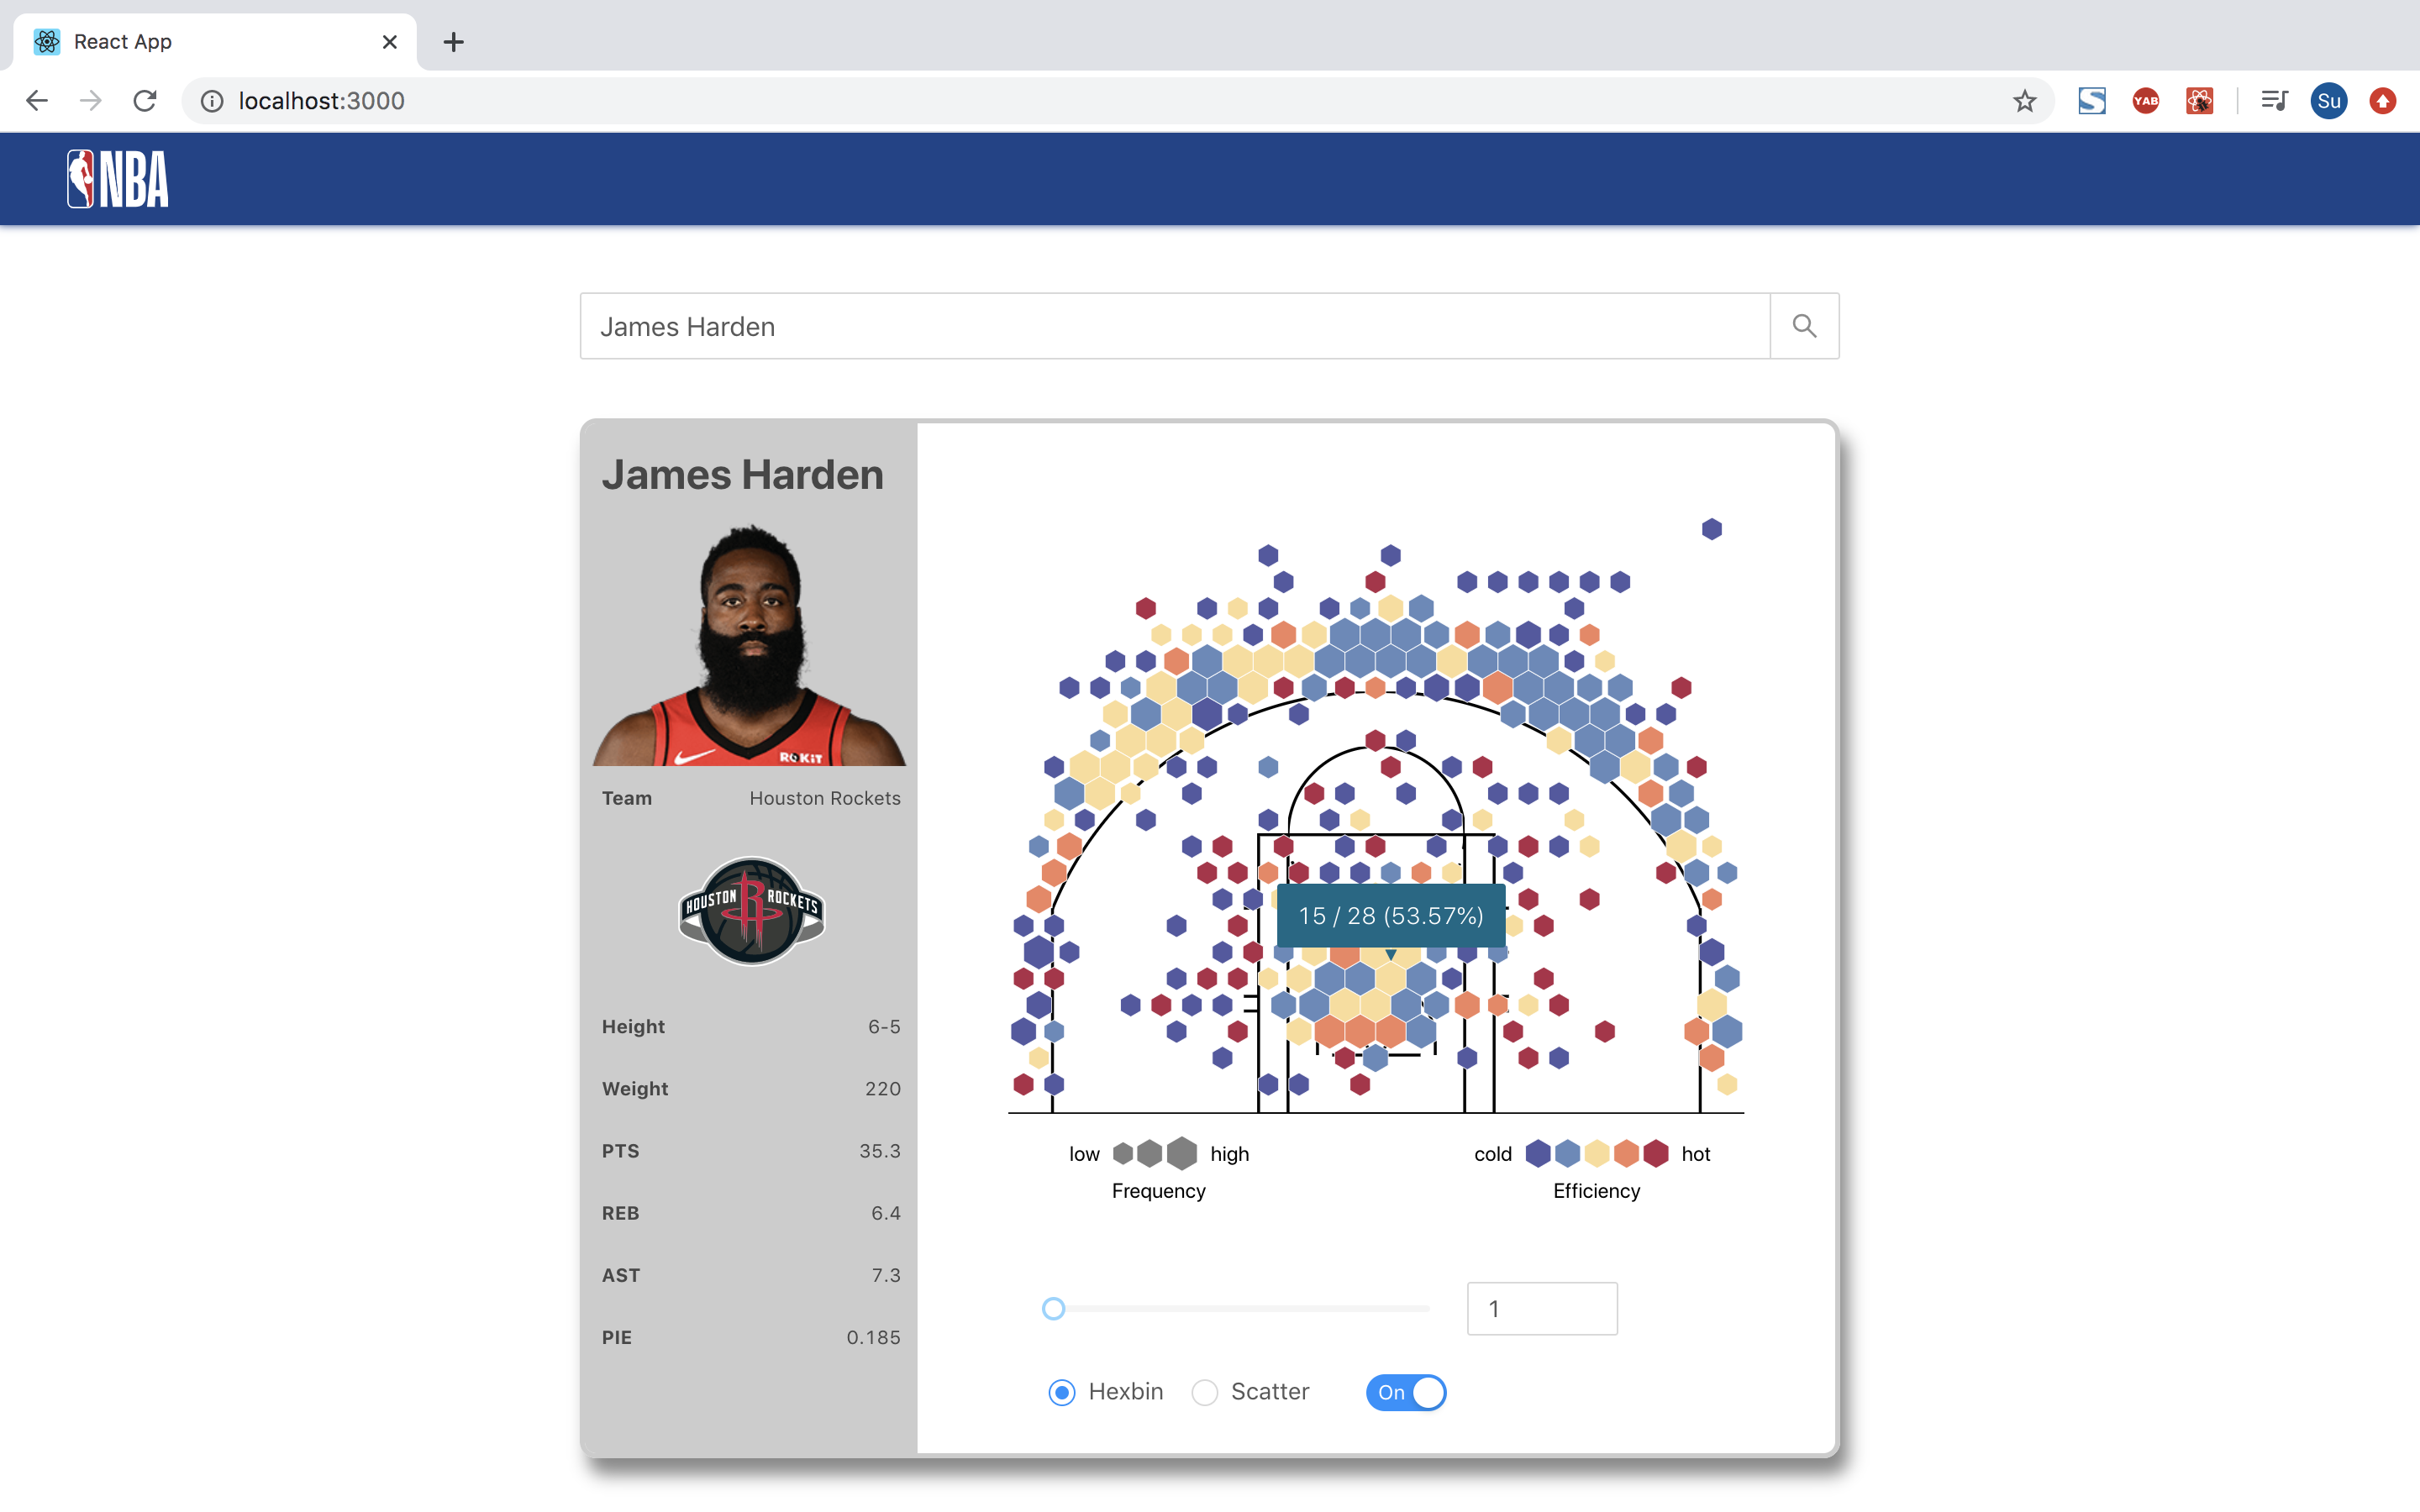 React App
localhost:3000
YAB
Su
NBA
James Harden
James Harden
ROKiT
Team Houston Rockets
HOUSTON R ROCKETS
Height 6-5
Weight 220
PTS 35.3
REB 6.4
AST 7.3
PIE 0.185
15 / 28 (53.57%)
low high
Frequency
cold hot
Efficiency
1
Hexbin Scatter On